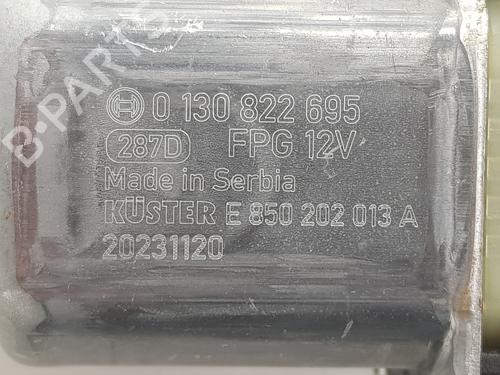 0 130 822 695
287D FPG 12V
Made in Serbia
KÜSTER E 850 202 013 A
20231120
B-PARTS